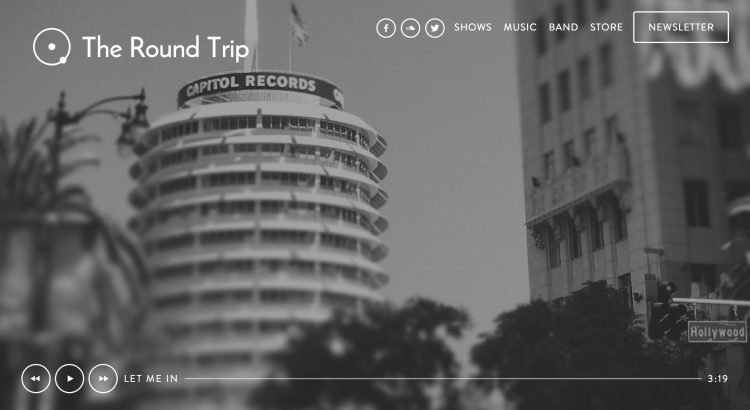 The Round Trip
SHOWS MUSIC BAND STORE NEWSLETTER
CAPITOL RECORDS
Hollywood
LET ME IN 3:19